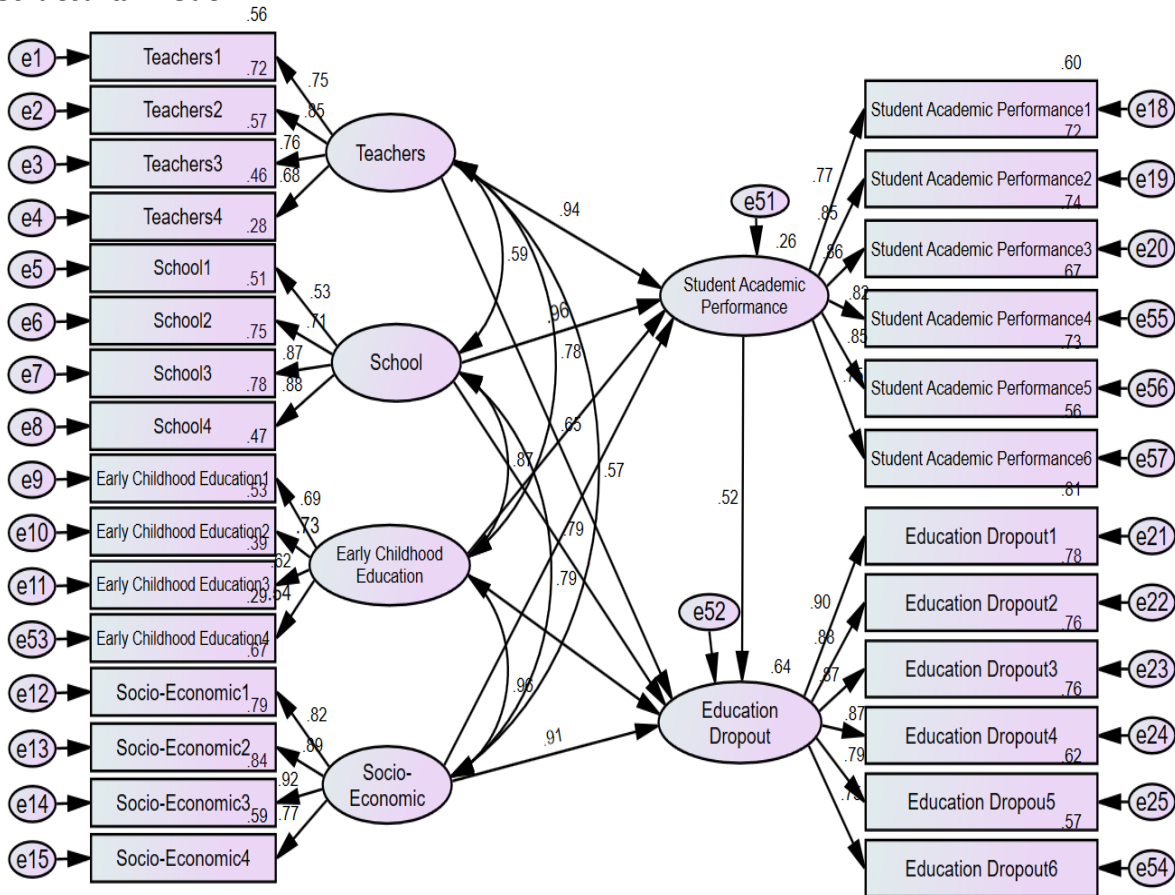 .56
e1
Teachers1
.72
.75
e2
Teachers2
.57
.85
e3
Teachers3
.46
.76
e4
Teachers4
.28
.68
Teachers
e5
School1
.51
.53
e6
School2
.75
.71
e7
School3
.78
.87
e8
School4
.47
.88
School
e9
Early Childhood Education1
.53
.69
e10
Early Childhood Education2
.39
.73
e11
Early Childhood Education3
.29
.62
e53
Early Childhood Education4
.67
.54
Early Childhood
Education
e12
Socio-Economic1
.79
.82
e13
Socio-Economic2
.84
.89
e14
Socio-Economic3
.59
.92
e15
Socio-Economic4
.77
Socio-
Economic
.94
.59
.96
.78
.65
.87
.57
.79
.79
.96
.91
.52
e51
.26
Student Academic
Performance
e52
.64
Education
Dropout
.60
Student Academic Performance1
e18
.72
.77
Student Academic Performance2
e19
.74
.85
Student Academic Performance3
e20
.67
.86
Student Academic Performance4
e55
.73
.82
Student Academic Performance5
e56
.56
.85
Student Academic Performance6
e57
.81
Education Dropout1
e21
.78
.90
Education Dropout2
e22
.76
.88
Education Dropout3
e23
.76
.87
Education Dropout4
e24
.62
.87
Education Dropou5
e25
.57
.79
Education Dropout6
e54